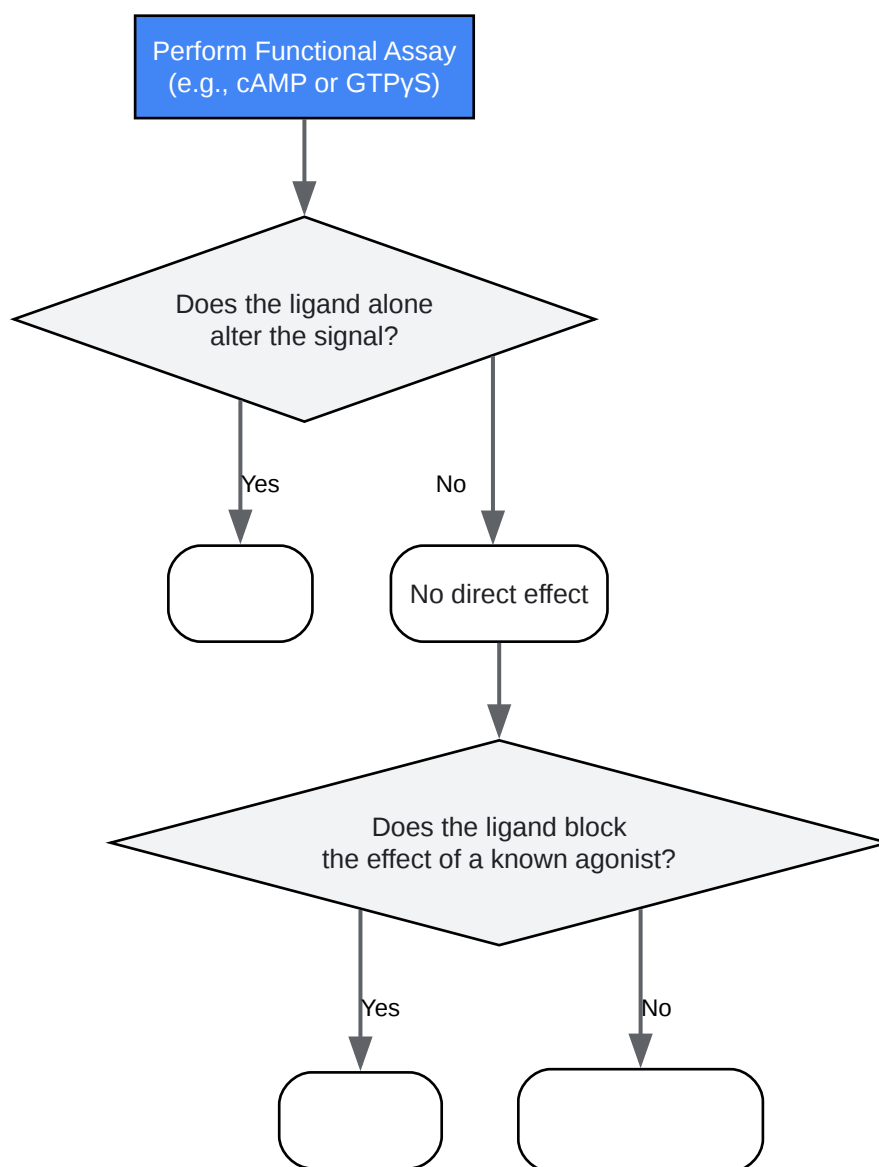 Perform Functional Assay
(e.g., cAMP or GTPγS)
Does the ligand alone
alter the signal?
Yes
No
No direct effect
Does the ligand block
the effect of a known agonist?
Yes
No